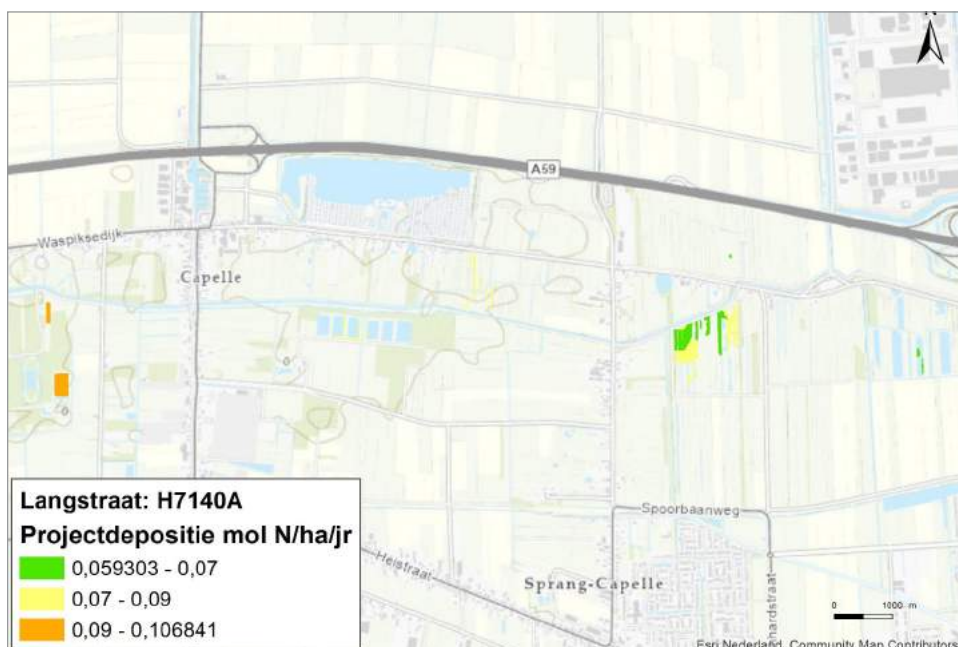 N
A59
Waspiksedijk
Capelle
Spoorbaanweg
Heistraat
Sprang-Capelle
hardstraat
0 1000 m
Esri Nederland, Community Map Contributors
Langstraat: H7140A
Projectdepositie mol N/ha/jr
0,059303 - 0,07
0,07 - 0,09
0,09 - 0,106841